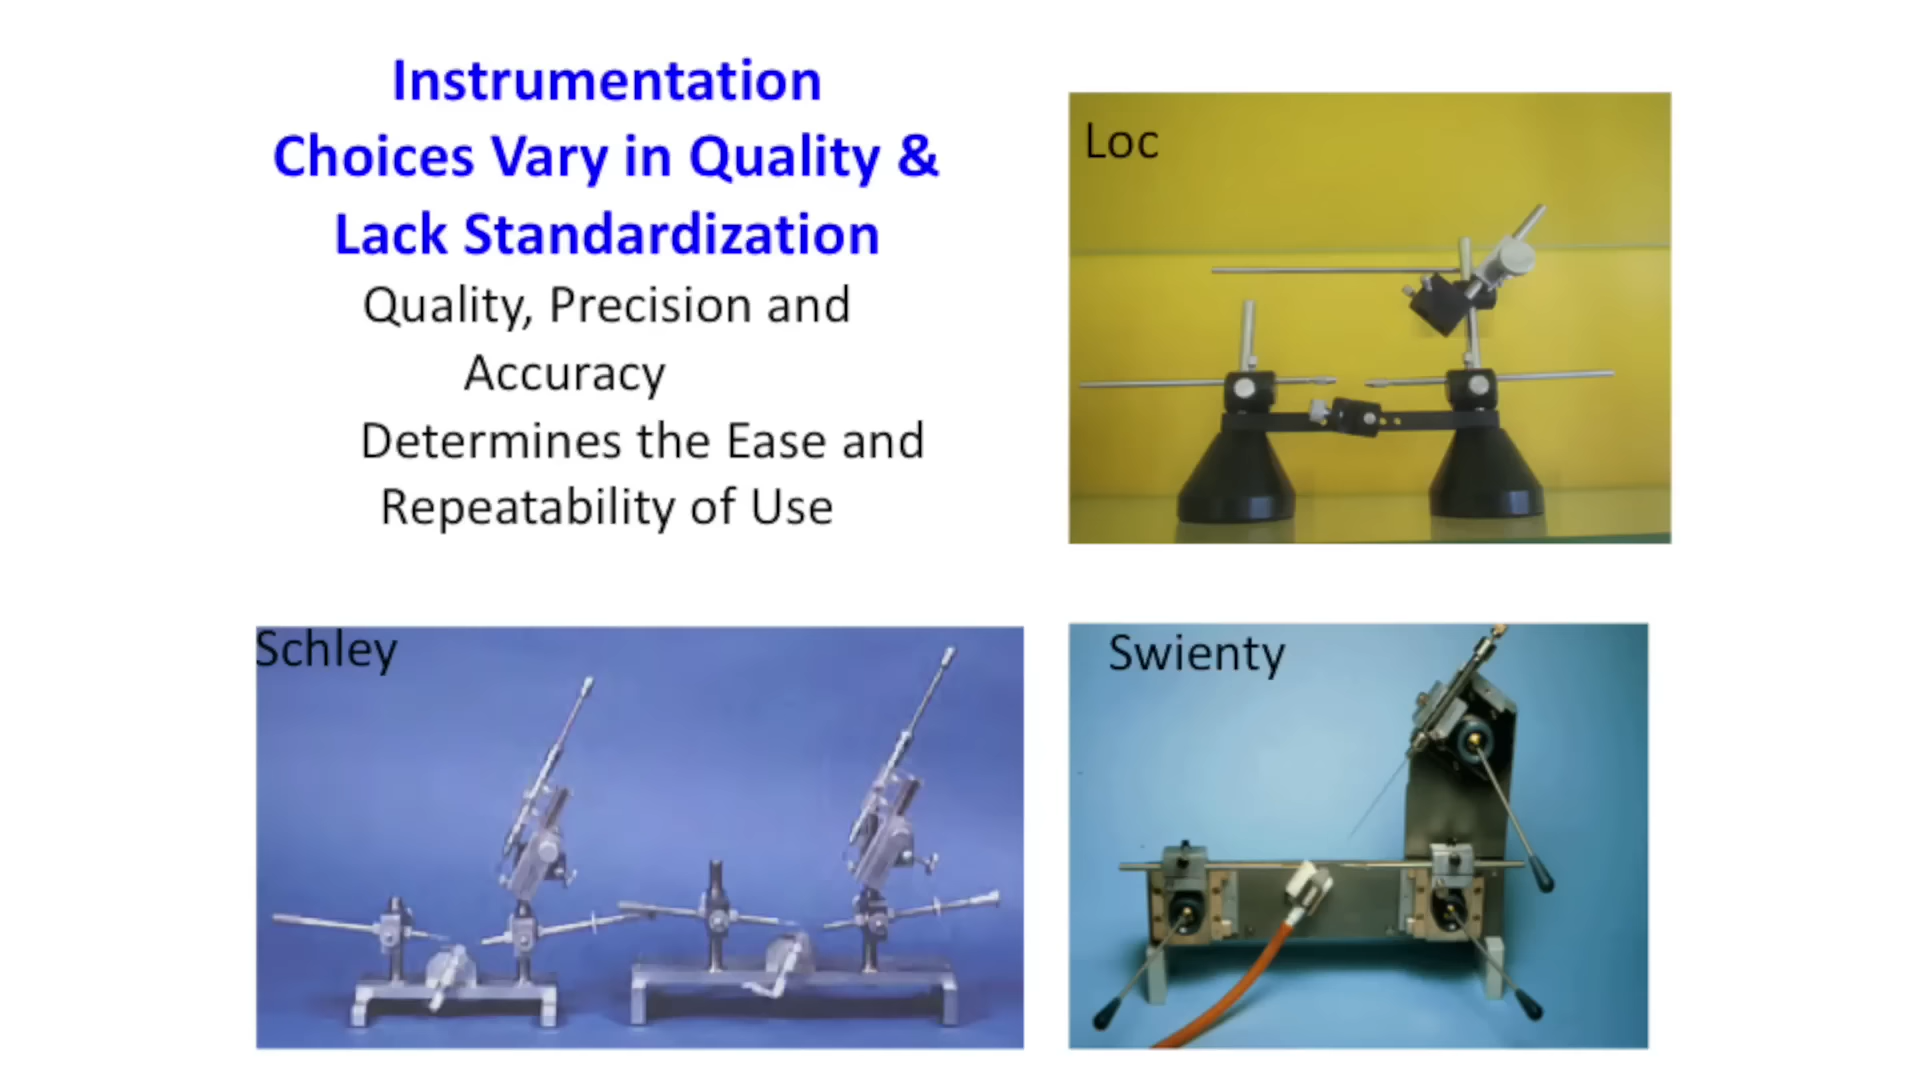 Instrumentation
Choices Vary in Quality &
Lack Standardization
Quality, Precision and
Accuracy
Determines the Ease and
Repeatability of Use
Loc
Schley
Swienty